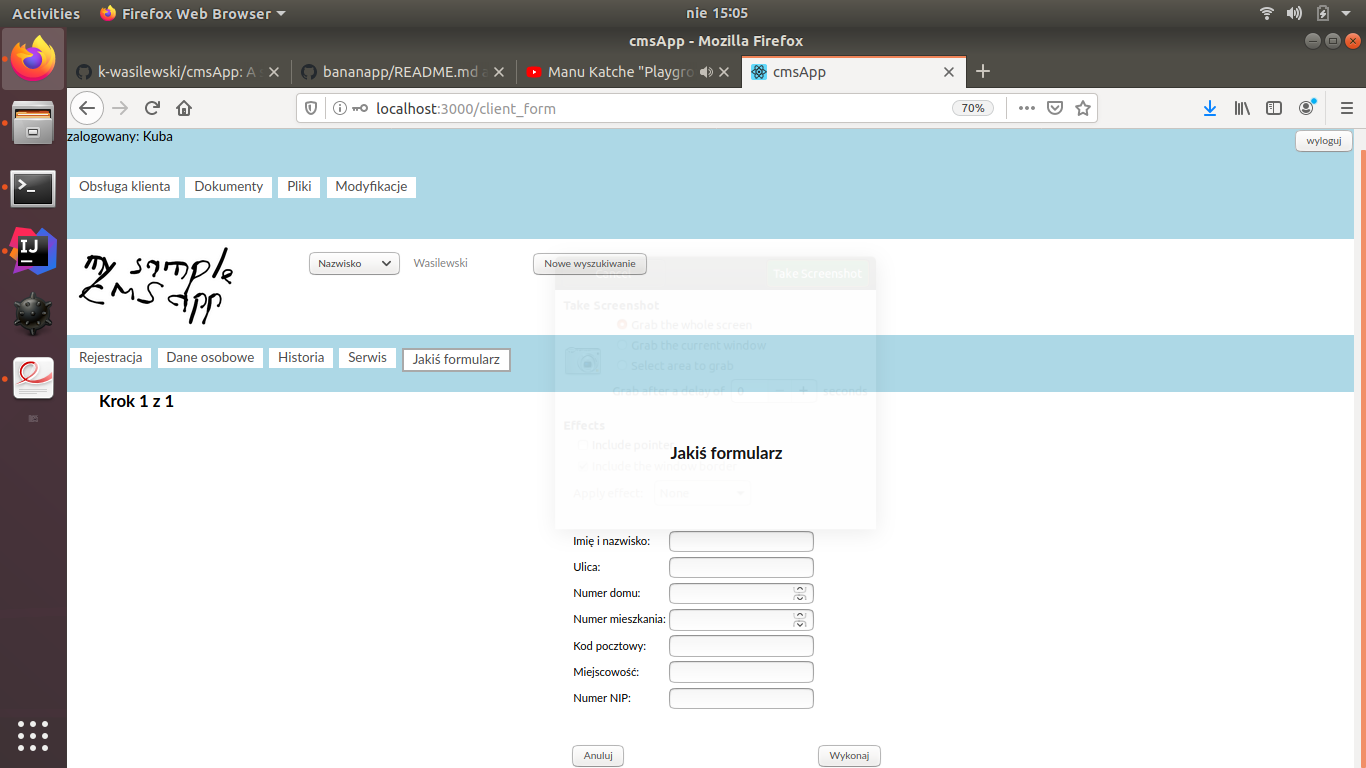 Activities Firefox Web Browser nie 15:05
cmsApp - Mozilla Firefox
k-wasilewski/cmsApp: A bananapp/README.md a Manu Katche "Playgro cmsApp
localhost:3000/client_form 70%
zalogowany: Kuba wyloguj
Obsługa klienta Dokumenty Pliki Modyfikacje
my sample
CMS app
Nazwisko Wasilewski Nowe wyszukiwanie
Take Screenshot
Take Screenshot
Grab the whole screen
Grab the current window
Select area to grab
Grab after a delay of 0 seconds
Rejestracja Dane osobowe Historia Serwis Jakiś formularz
Krok 1 z 1
Effects
Include pointer
Include the window border
Apply effect: None
Jakiś formularz
Imię i nazwisko:
Ulica:
Numer domu:
Numer mieszkania:
Kod pocztowy:
Miejscowość:
Numer NIP:
Anuluj Wykonaj